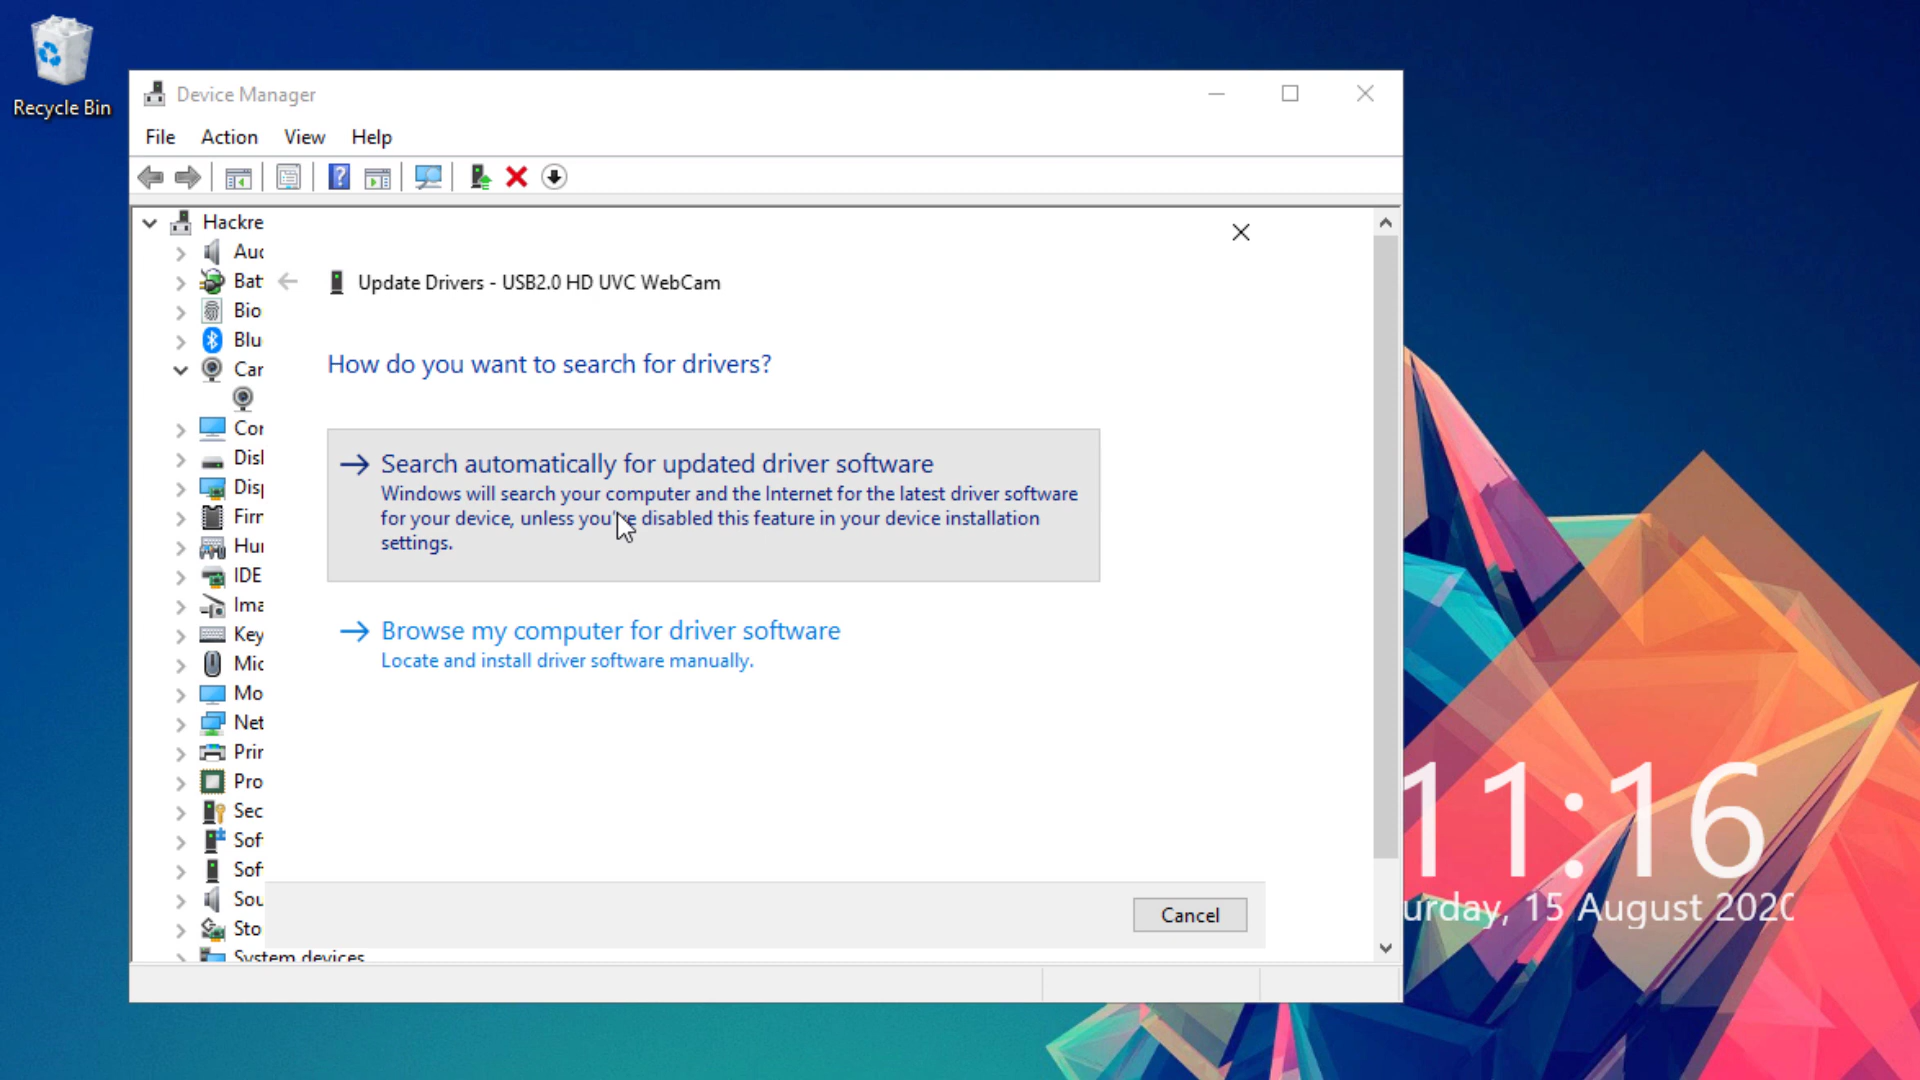 Recycle Bin
Device Manager
File Action View Help
Hackre
Auc
Bat
Update Drivers - USB2.0 HD UVC WebCam
Bio
Blu
Car
How do you want to search for drivers?
Cor
Disl
Search automatically for updated driver software
Disp
Windows will search your computer and the Internet for the latest driver software
for your device, unless you've disabled this feature in your device installation
settings.
Firr
Hur
IDE
Ima
Key
Browse my computer for driver software
Locate and install driver software manually.
Mic
Mo
Net
Prir
Pro
Sec
Sof
Sof
Sou
Sto
System devices
Cancel
11:16
urday, 15 August 2020